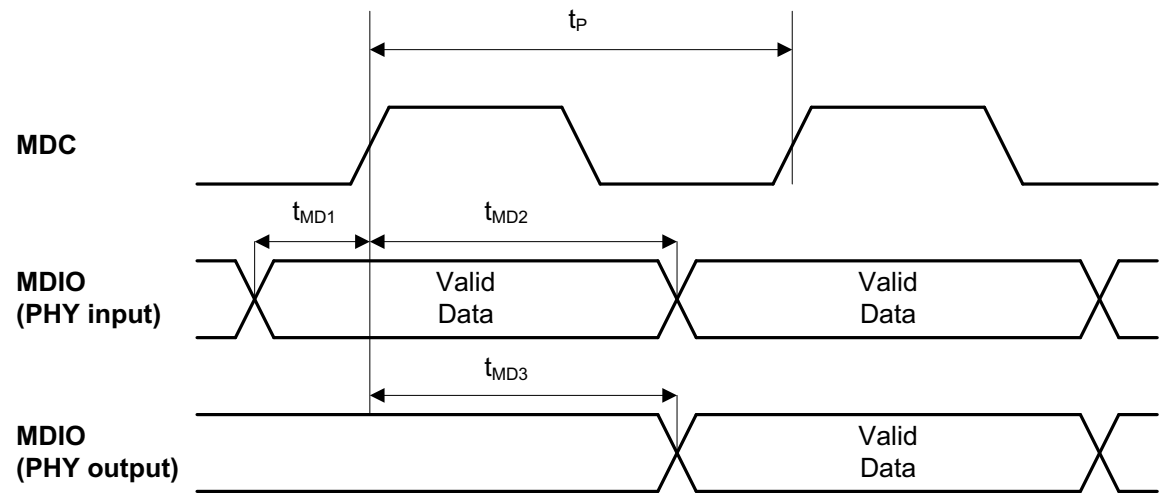 tP
MDC
tMD1
tMD2
MDIO
(PHY input)
Valid
Data
Valid
Data
tMD3
MDIO
(PHY output)
Valid
Data